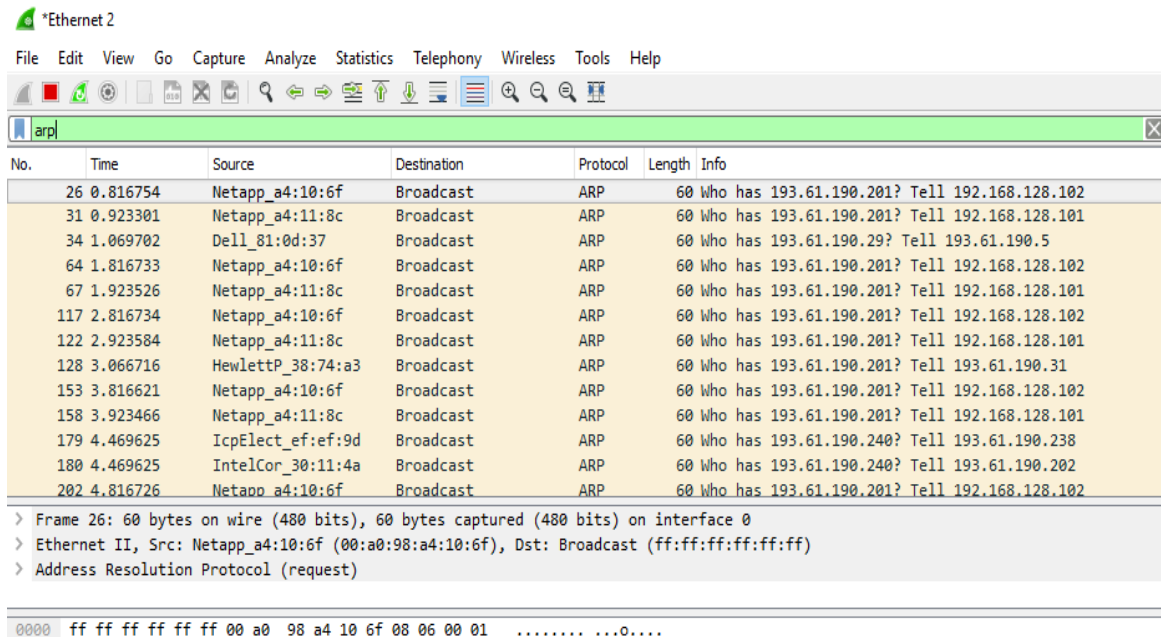 *Ethernet 2
File Edit View Go Capture Analyze Statistics Telephony Wireless Tools Help
arp
No. Time Source Destination Protocol Length Info
26 0.816754 Netapp_a4:10:6f Broadcast ARP 60 Who has 193.61.190.201? Tell 192.168.128.102
31 0.923301 Netapp_a4:11:8c Broadcast ARP 60 Who has 193.61.190.201? Tell 192.168.128.101
34 1.069702 Dell_81:0d:37 Broadcast ARP 60 Who has 193.61.190.29? Tell 193.61.190.5
64 1.816733 Netapp_a4:10:6f Broadcast ARP 60 Who has 193.61.190.201? Tell 192.168.128.102
67 1.923526 Netapp_a4:11:8c Broadcast ARP 60 Who has 193.61.190.201? Tell 192.168.128.101
117 2.816734 Netapp_a4:10:6f Broadcast ARP 60 Who has 193.61.190.201? Tell 192.168.128.102
122 2.923584 Netapp_a4:11:8c Broadcast ARP 60 Who has 193.61.190.201? Tell 192.168.128.101
128 3.066716 HewlettP_38:74:a3 Broadcast ARP 60 Who has 193.61.190.201? Tell 193.61.190.31
153 3.816621 Netapp_a4:10:6f Broadcast ARP 60 Who has 193.61.190.201? Tell 192.168.128.102
158 3.923466 Netapp_a4:11:8c Broadcast ARP 60 Who has 193.61.190.201? Tell 192.168.128.101
179 4.469625 IcpElect_ef:ef:9d Broadcast ARP 60 Who has 193.61.190.240? Tell 193.61.190.238
180 4.469625 IntelCor_30:11:4a Broadcast ARP 60 Who has 193.61.190.240? Tell 193.61.190.202
202 4.816726 Netapp_a4:10:6f Broadcast ARP 60 Who has 193.61.190.201? Tell 192.168.128.102
> Frame 26: 60 bytes on wire (480 bits), 60 bytes captured (480 bits) on interface 0
> Ethernet II, Src: Netapp_a4:10:6f (00:a0:98:a4:10:6f), Dst: Broadcast (ff:ff:ff:ff:ff:ff)
> Address Resolution Protocol (request)
0000 ff ff ff ff ff ff 00 a0 98 a4 10 6f 08 06 00 01 ........ ...o....